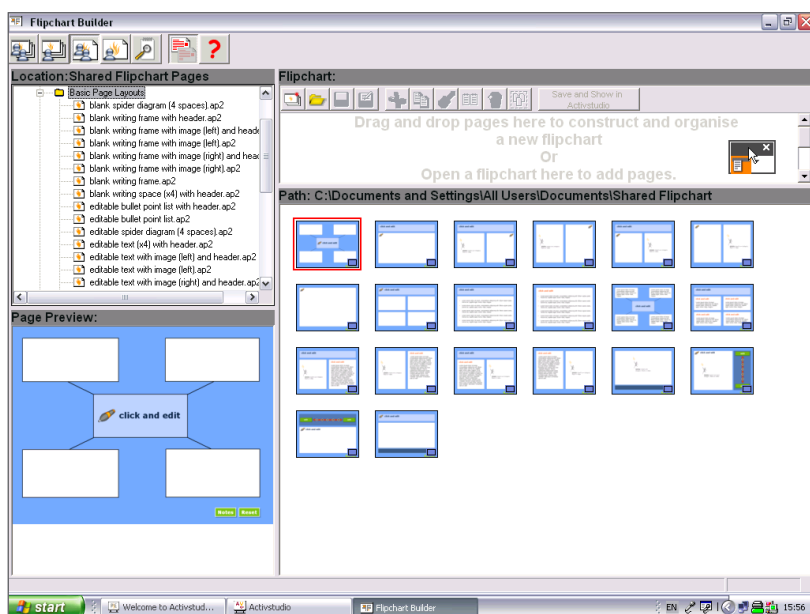 Flipchart Builder
Location:Shared Flipchart Pages
Basic Page Layouts
blank spider diagram (4 spaces).ap2
blank writing frame with header.ap2
blank writing frame with image (left) and heade
blank writing frame with image (left).ap2
blank writing frame with image (right) and head
blank writing frame with image (right).ap2
blank writing frame.ap2
blank writing space (x4) with header.ap2
editable bullet point list with header.ap2
editable bullet point list.ap2
editable spider diagram (4 spaces).ap2
editable text (x4) with header.ap2
editable text with image (left) and header.ap2
editable text with image (left).ap2
editable text with image (right) and header.ap2
Page Preview:
click and edit
Notes Reset
Flipchart:
Save and Show in
Activstudio
Drag and drop pages here to construct and organise
a new flipchart
Or
Open a flipchart here to add pages.
Path: C:\Documents and Settings\All Users\Documents\Shared Flipchart
start
Welcome to Activstud...
Activstudio
Flipchart Builder
EN
15:56